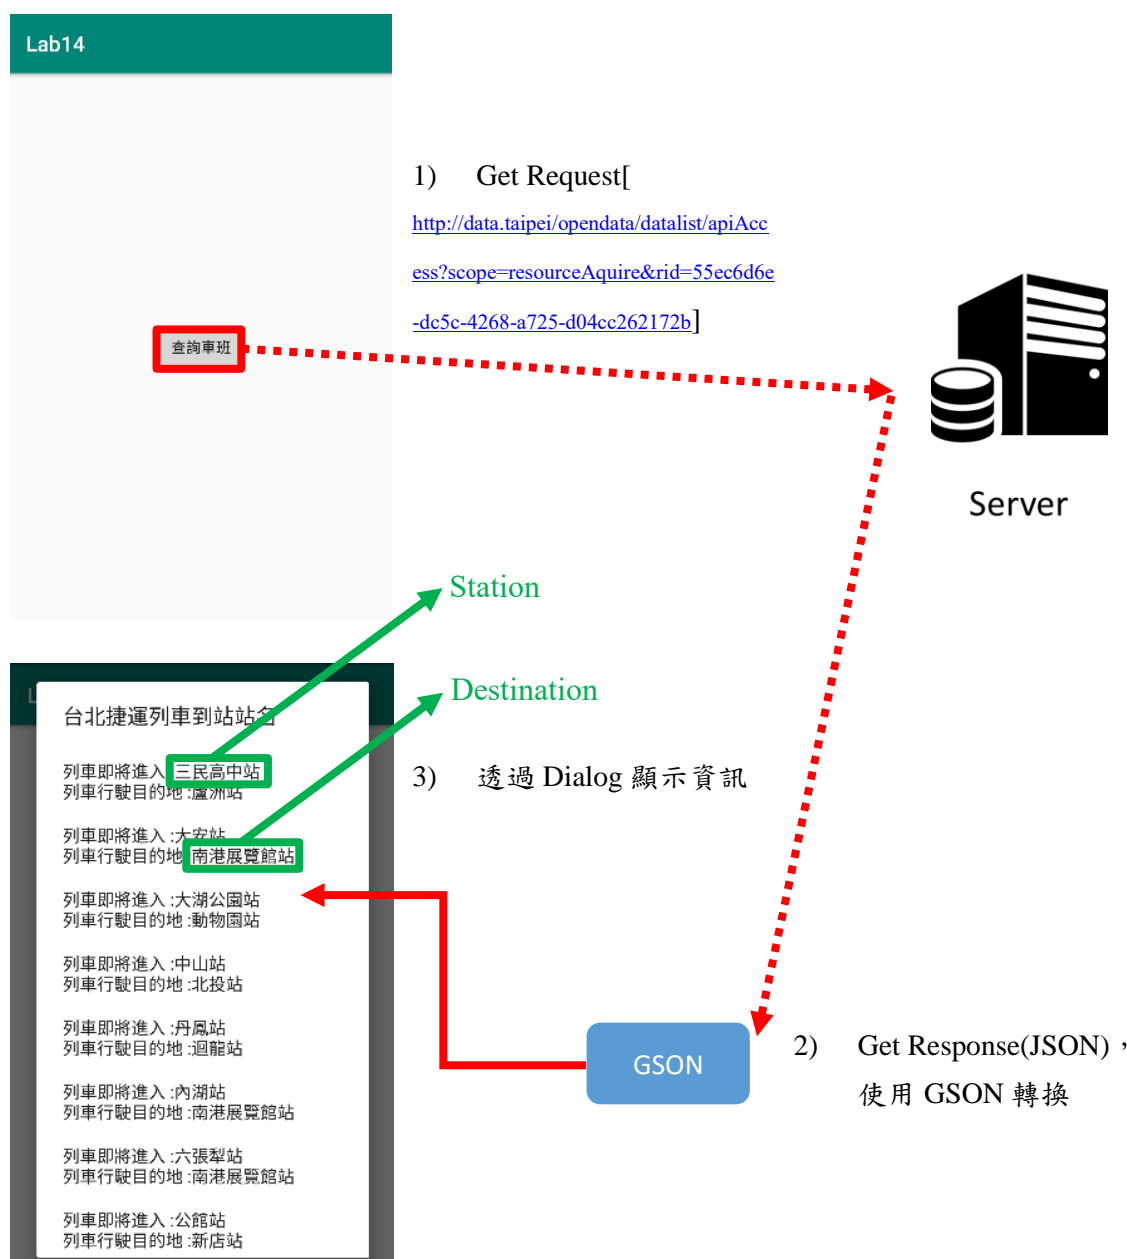 Lab14
1) Get Request[
http://data.taipei/opendata/datalist/apiAcc
ess?scope=resourceAquire&rid=55ec6d6e
-dc5c-4268-a725-d04cc262172b]
查詢車班
Server
Station
Destination
L
台北捷運列車到站站名
列車即將進入 :三民高中站
列車行駛目的地 :蘆洲站
列車即將進入 :大安站
列車行駛目的地 :南港展覽館站
列車即將進入 :大湖公園站
列車行駛目的地 :動物園站
列車即將進入 :中山站
列車行駛目的地 :北投站
列車即將進入 :丹鳳站
列車行駛目的地 :迴龍站
列車即將進入 :內湖站
列車行駛目的地 :南港展覽館站
列車即將進入 :六張犁站
列車行駛目的地 :南港展覽館站
列車即將進入 :公館站
列車行駛目的地 :新店站
3) 透過 Dialog 顯示資訊
GSON
2) Get Response(JSON)，
使用 GSON 轉換